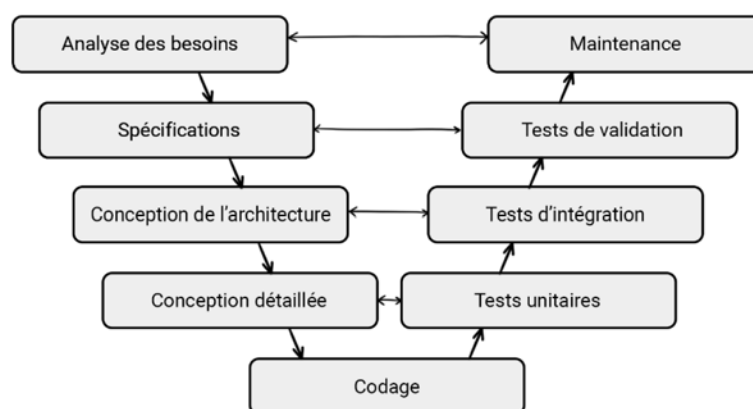 Analyse des besoins
Maintenance
Spécifications
Tests de validation
Conception de l'architecture
Tests d'intégration
Conception détaillée
Tests unitaires
Codage